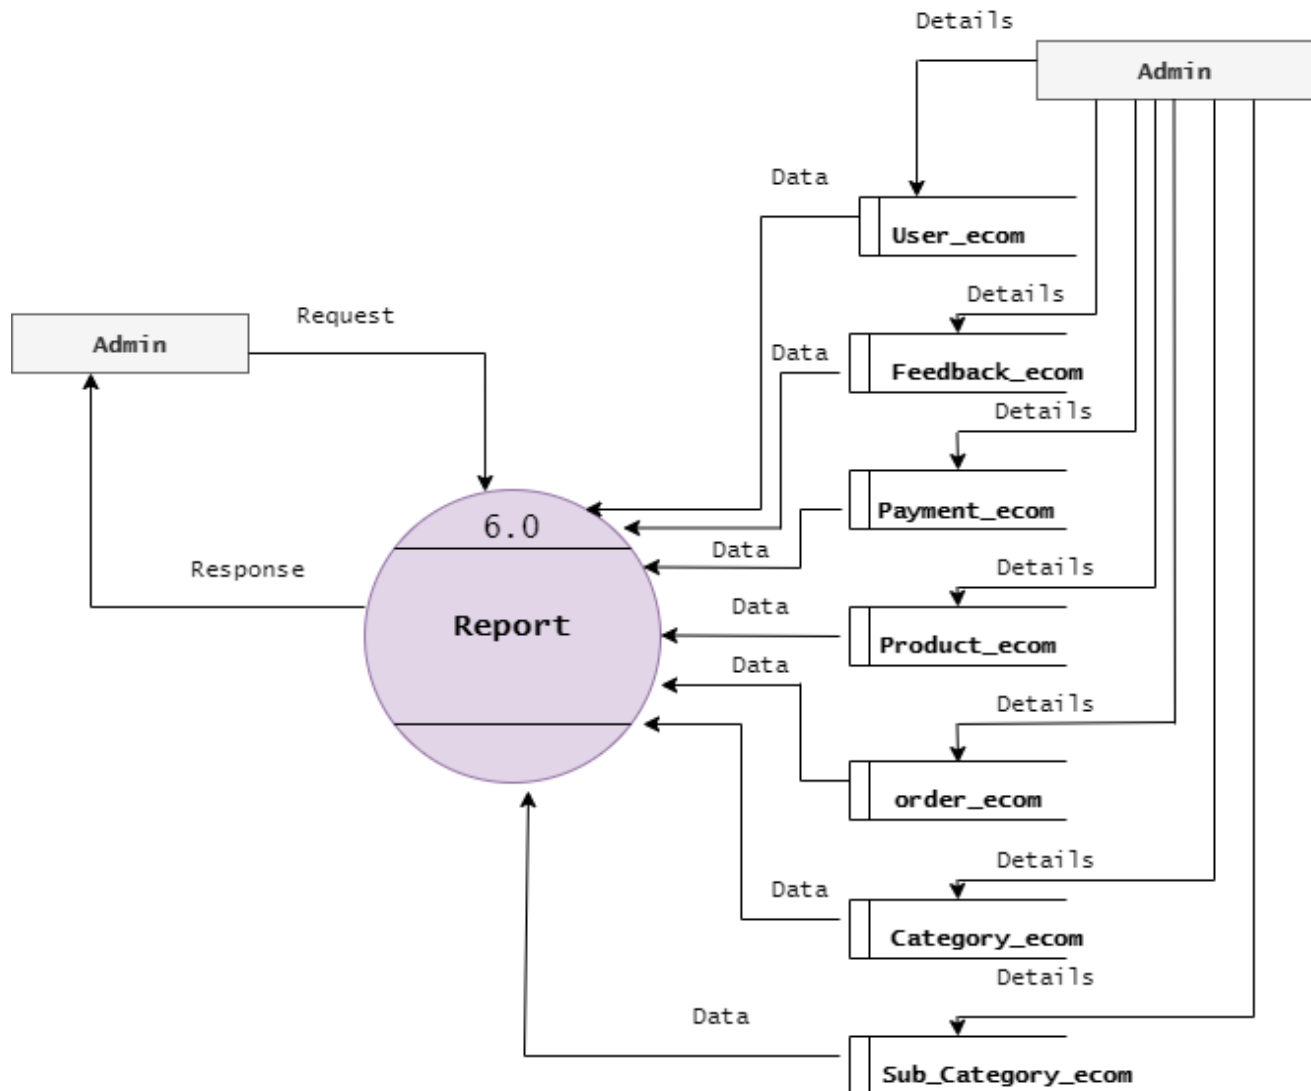 Details
Admin
Data
User_ecom
Details
Request
Admin
Data
Feedback_ecom
Details
Payment_ecom
6.0
Data
Details
Response
Data
Report
Product_ecom
Data
Details
order_ecom
Details
Data
Category_ecom
Details
Data
Sub_Category_ecom